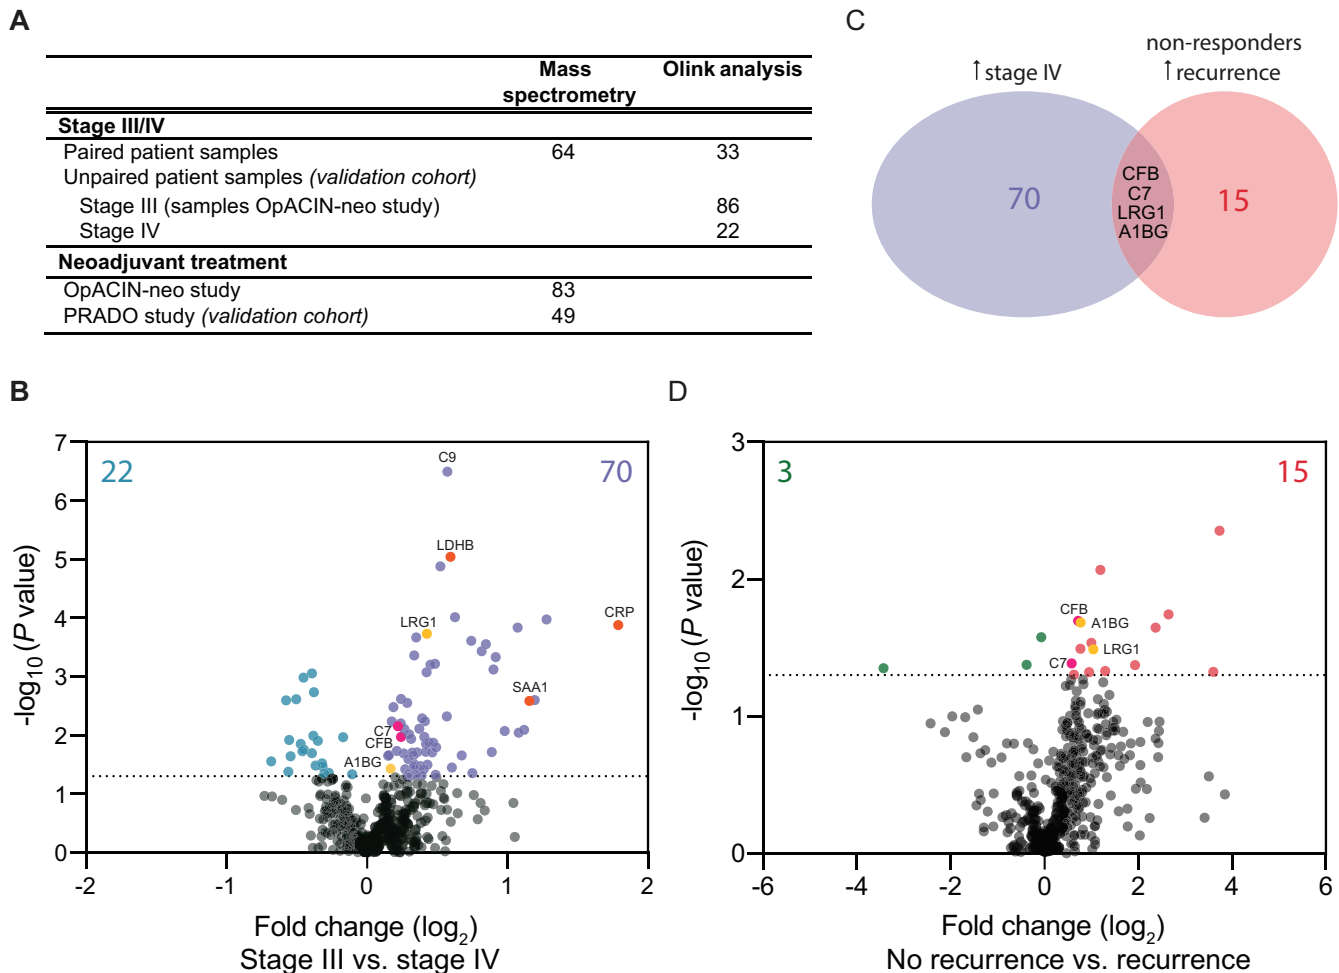 A
Mass Olink analysis
spectrometry
Stage III/IV
Paired patient samples 64 33
Unpaired patient samples (validation cohort)
Stage III (samples OpACIN-neo study) 86
Stage IV 22
Neoadjuvant treatment
OpACIN-neo study 83
PRADO study (validation cohort) 49
C
↑stage IV
non-responders
↑recurrence
70
CFB
C7
LRG1
A1BG
15
B
7
6
5
4
3
2
1
0
-log10 (P value)
22
70
C9
LDHB
LRG1
CRP
SAA1
C7
CFB
A1BG
-2 -1 0 1 2
Fold change (log2)
Stage III vs. stage IV
D
3
2
1
0
-log10 (P value)
3
15
CFB
A1BG
C7
LRG1
-6 -4 -2 0 2 4 6
Fold change (log2)
No recurrence vs. recurrence